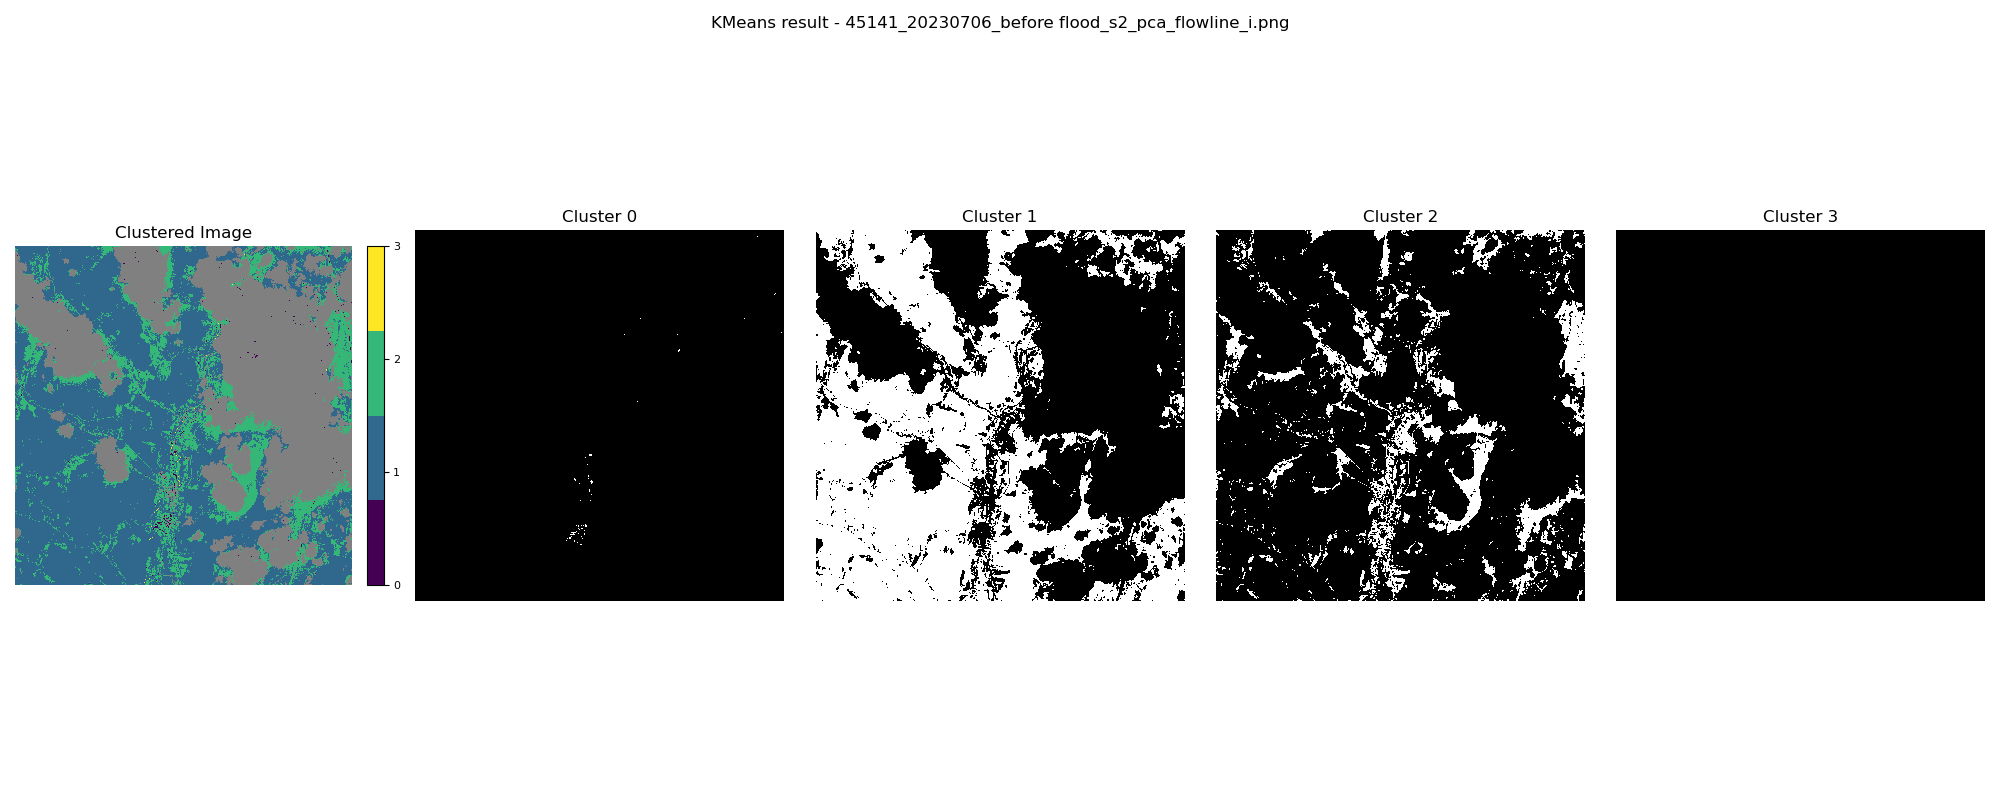 KMeans result - 45141_20230706_before flood_s2_pca_flowline_i.png
Clustered Image
Cluster 0
Cluster 1
Cluster 2
Cluster 3
3
2
1
0